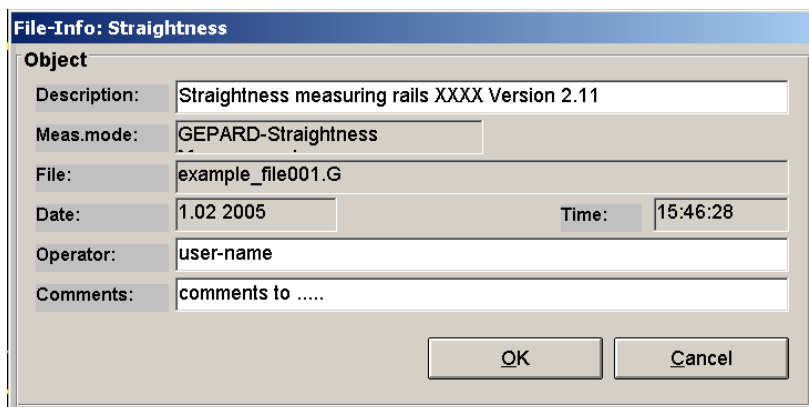 File-Info: Straightness
Object
Description: Straightness measuring rails XXXX Version 2.11
Meas.mode: GEPARD-Straightness
File: example_file001.G
Date: 1.02 2005 Time: 15:46:28
Operator: user-name
Comments: comments to .....
OK Cancel